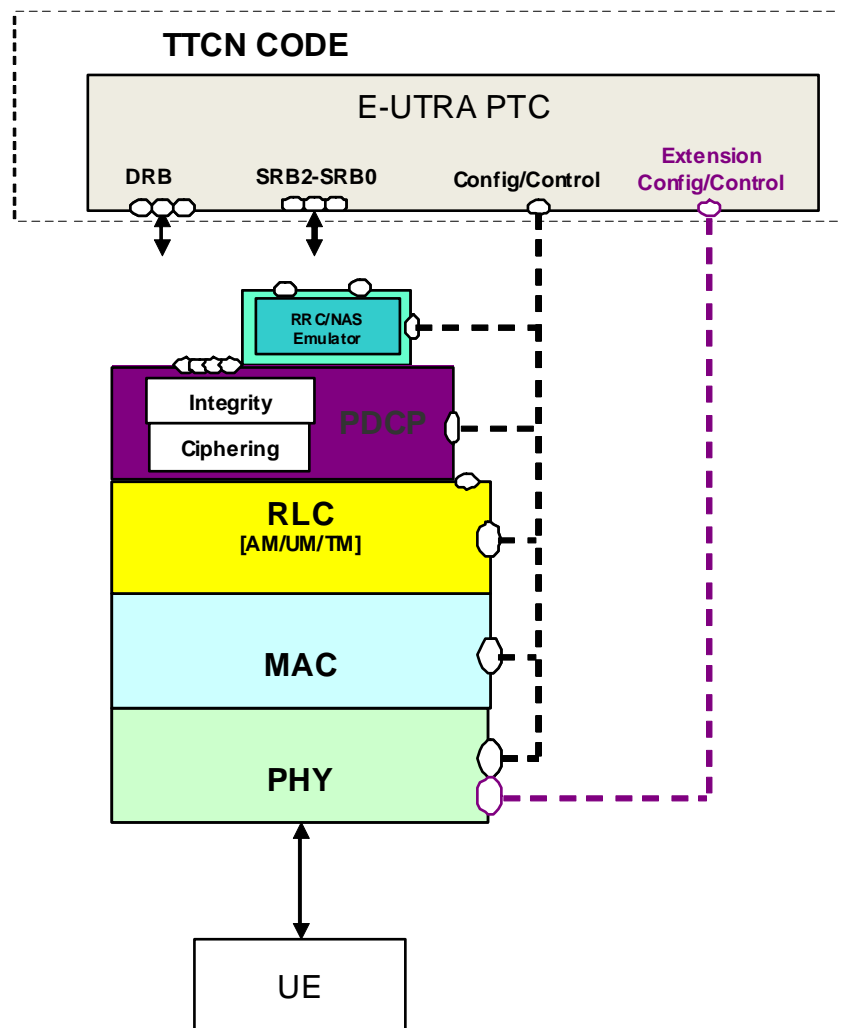 TTCN CODE
E-UTRA PTC
DRB
SRB2-SRB0
Config/Control
Extension
Config/Control
RRC/NAS
Emulator
Integrity
Ciphering
PDCP
RLC
[AM/UM/TM]
MAC
PHY
UE